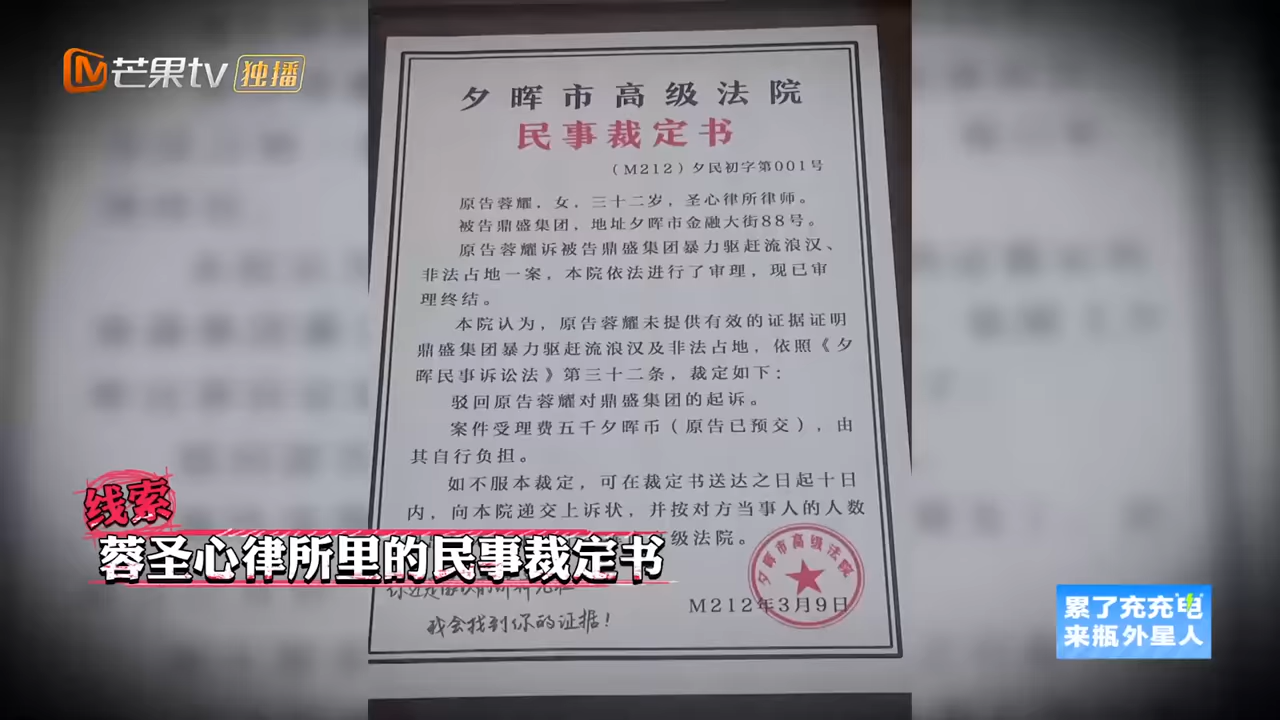 芒果tv 独播
夕晖市高级法院
民事裁定书
（M212）夕民初字第001号
原告蓉耀，女，三十二岁，圣心律所律师。
被告鼎盛集团，地址夕晖市金融大街88号。
原告蓉耀诉被告鼎盛集团暴力驱赶流浪汉、
非法占地一案，本院依法进行了审理，现已审
理终结。
本院认为，原告蓉耀未提供有效的证据证明
鼎盛集团暴力驱赶流浪汉及非法占地，依照《夕
晖民事诉讼法》第三十二条，裁定如下：
驳回原告蓉耀对鼎盛集团的起诉。
案件受理费五千夕晖币（原告已预交），由
其自行负担。
如不服本裁定，可在裁定书送达之日起十日
内，向本院递交上诉状，并按对方当事人的人数
级法院。
夕晖市高级法院
M212年3月9日
我会找到你的证据！
线索
蓉圣心律所里的民事裁定书
累了充充电
来瓶外星人